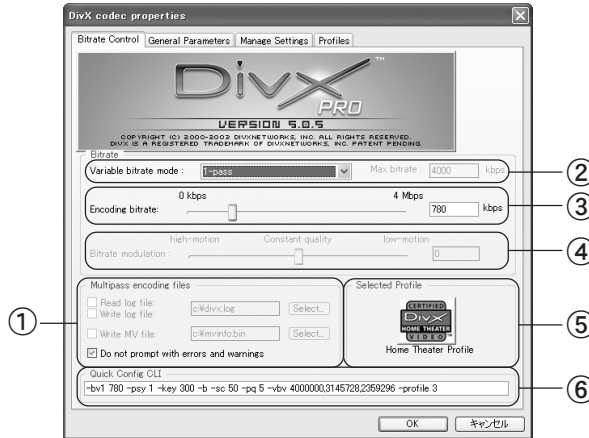 DivX codec properties
Bitrate Control General Parameters Manage Settings Profiles
DivX™
PRO
VERSION 5.0.5
COPYRIGHT (C) 2000-2003 DIVXNETWORKS, INC. ALL RIGHTS RESERVED.
DIVX IS A REGISTERED TRADEMARK OF DIVXNETWORKS, INC. PATENT PENDING.
Bitrate
Variable bitrate mode : 1-pass Max bitrate : 4000 kbps ②
0 kbps 4 Mbps
Encoding bitrate: 780 kbps ③
high-motion Constant quality low-motion
Bitrate modulation : 0 ④
Multipass encoding files
Read log file:
Write log file: c:¥divx.log Select...
Write MV file: c:¥mvinfo.bin Select...
Do not prompt with errors and warnings
①
Selected Profile
CERTIFIED
DivX
HOME THEATER
VIDEO™
Home Theater Profile
⑤
Quick Config CLI
-bv1 780 -psy 1 -key 300 -b -sc 50 -pq 5 -vbv 4000000,3145728,2359296 -profile 3 ⑥
OK キャンセル